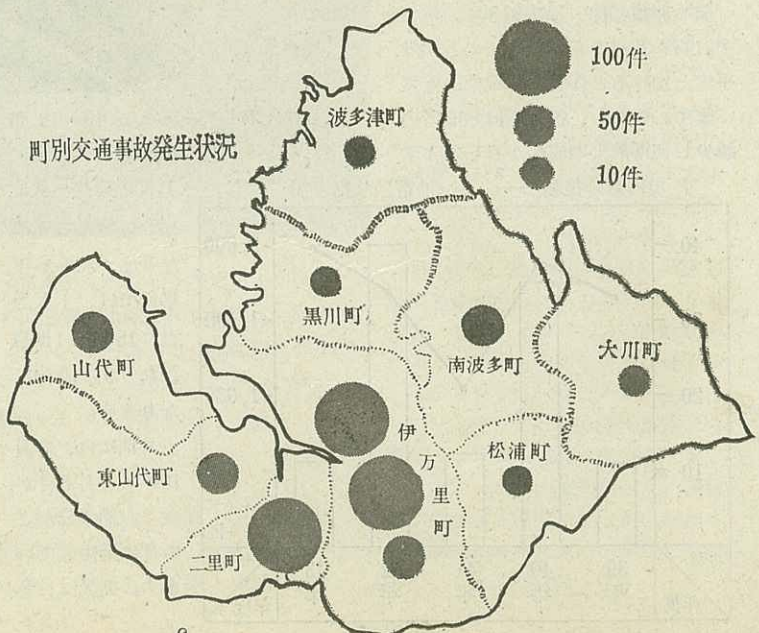 町別交通事故発生状況
100件
50件
10件
波多津町
黒川町
南波多町
大川町
山代町
東山代町
二里町
伊万里町
松浦町